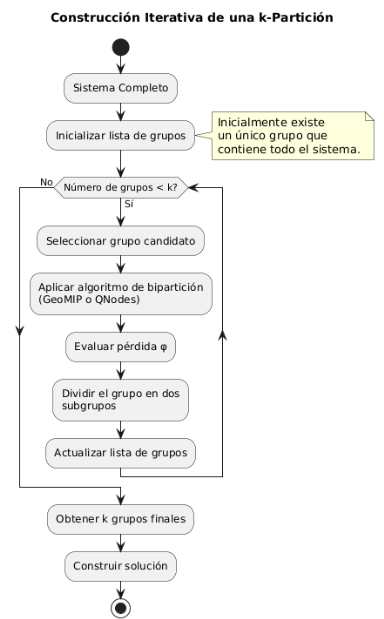 Construcción Iterativa de una k-Partición
Sistema Completo
Inicializar lista de grupos
Inicialmente existe
un único grupo que
contiene todo el sistema.
Número de grupos < k?
No
Sí
Seleccionar grupo candidato
Aplicar algoritmo de bipartición
(GeoMIP o QNodes)
Evaluar pérdida φ
Dividir el grupo en dos
subgrupos
Actualizar lista de grupos
Obtener k grupos finales
Construir solución